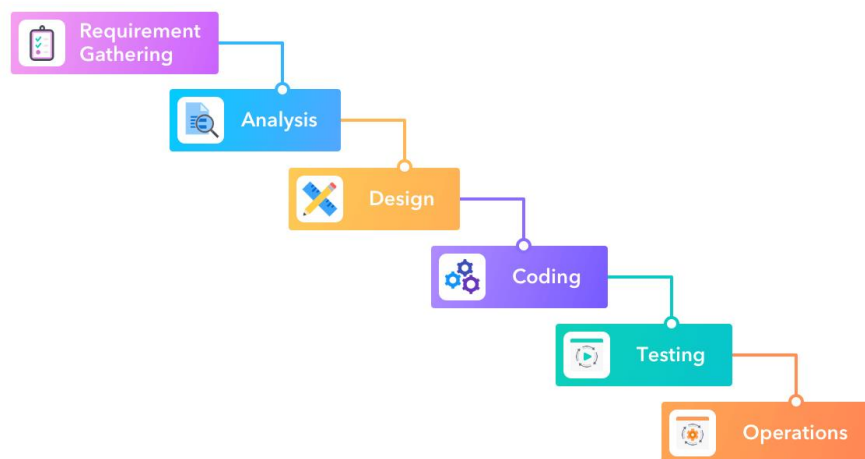 Requirement
Gathering
Analysis
Design
Coding
Testing
Operations